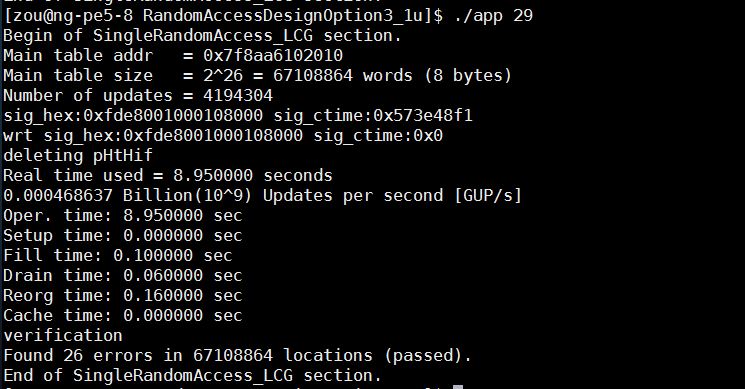 [zou@ng-pe5-8 RandomAccessDesignOption3_1u]$ ./app 29
Begin of SingleRandomAccess_LCG section.
Main table addr   = 0x7f8aa6102010
Main table size   = 2^26 = 67108864 words (8 bytes)
Number of updates = 4194304
sig_hex:0xfde8001000108000 sig_ctime:0x573e48f1
wrt sig_hex:0xfde8001000108000 sig_ctime:0x0
deleting pHtHif
Real time used = 8.950000 seconds
0.000468637 Billion(10^9) Updates per second [GUP/s]
Oper. time: 8.950000 sec
Setup time: 0.000000 sec
Fill time: 0.100000 sec
Drain time: 0.060000 sec
Reorg time: 0.160000 sec
Cache time: 0.000000 sec
verification
Found 26 errors in 67108864 locations (passed).
End of SingleRandomAccess_LCG section.